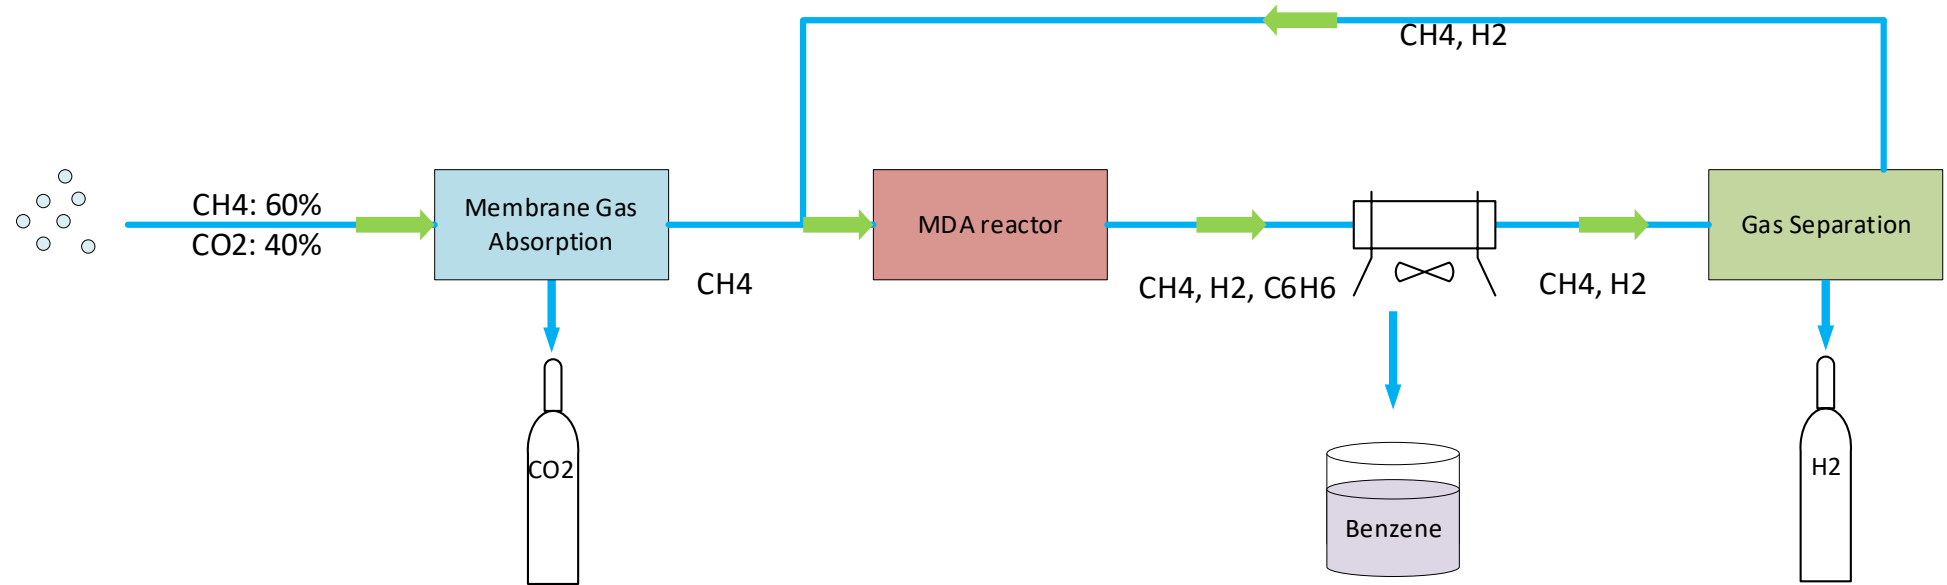 CH4, H2
CH4: 60%
CO2: 40%
Membrane Gas
Absorption
CH4
MDA reactor
CH4, H2, C6H6
CH4, H2
Gas Separation
CO2
Benzene
H2